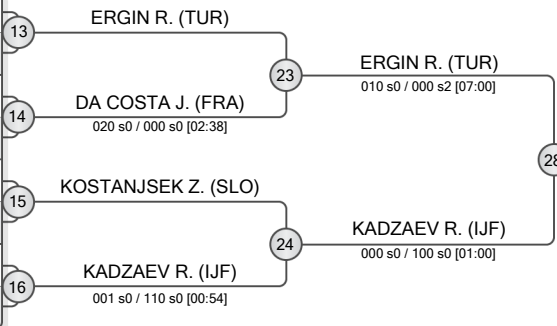 13
ERGIN R. (TUR)
23
ERGIN R. (TUR)
010 s0 / 000 s2 [07:00]
14
DA COSTA J. (FRA)
020 s0 / 000 s0 [02:38]
28
15
KOSTANJSEK Z. (SLO)
24
KADZAEV R. (IJF)
000 s0 / 100 s2 [01:00]
16
KADZAEV R. (IJF)
001 s0 / 110 s0 [00:54]